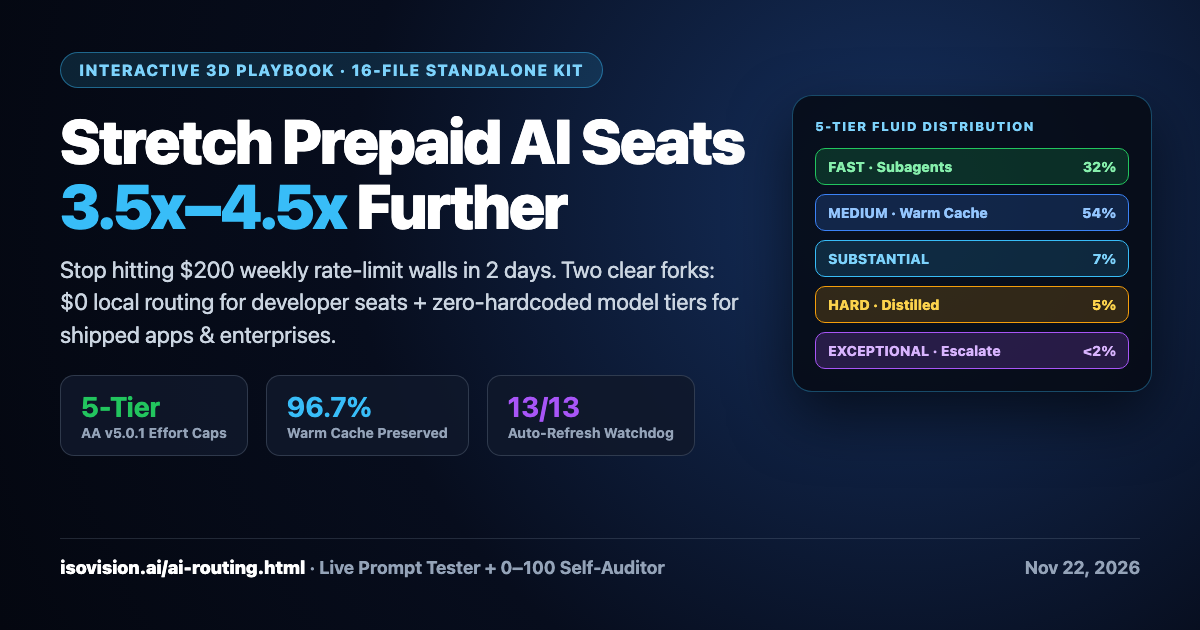 INTERACTIVE 3D PLAYBOOK · 16-FILE STANDALONE KIT
Stretch Prepaid AI Seats
3.5x–4.5x Further
Stop hitting $200 weekly rate-limit walls in 2 days. Two clear forks:
$0 local routing for developer seats + zero-hardcoded model tiers for
shipped apps & enterprises.
5-Tier
AA v5.0.1 Effort Caps
96.7%
Warm Cache Preserved
13/13
Auto-Refresh Watchdog
5-TIER FLUID DISTRIBUTION
FAST · Subagents 32%
MEDIUM · Warm Cache 54%
SUBSTANTIAL 7%
HARD · Distilled 5%
EXCEPTIONAL · Escalate <2%
isovision.ai/ai-routing.html · Live Prompt Tester + 0–100 Self-Auditor
Nov 22, 2026